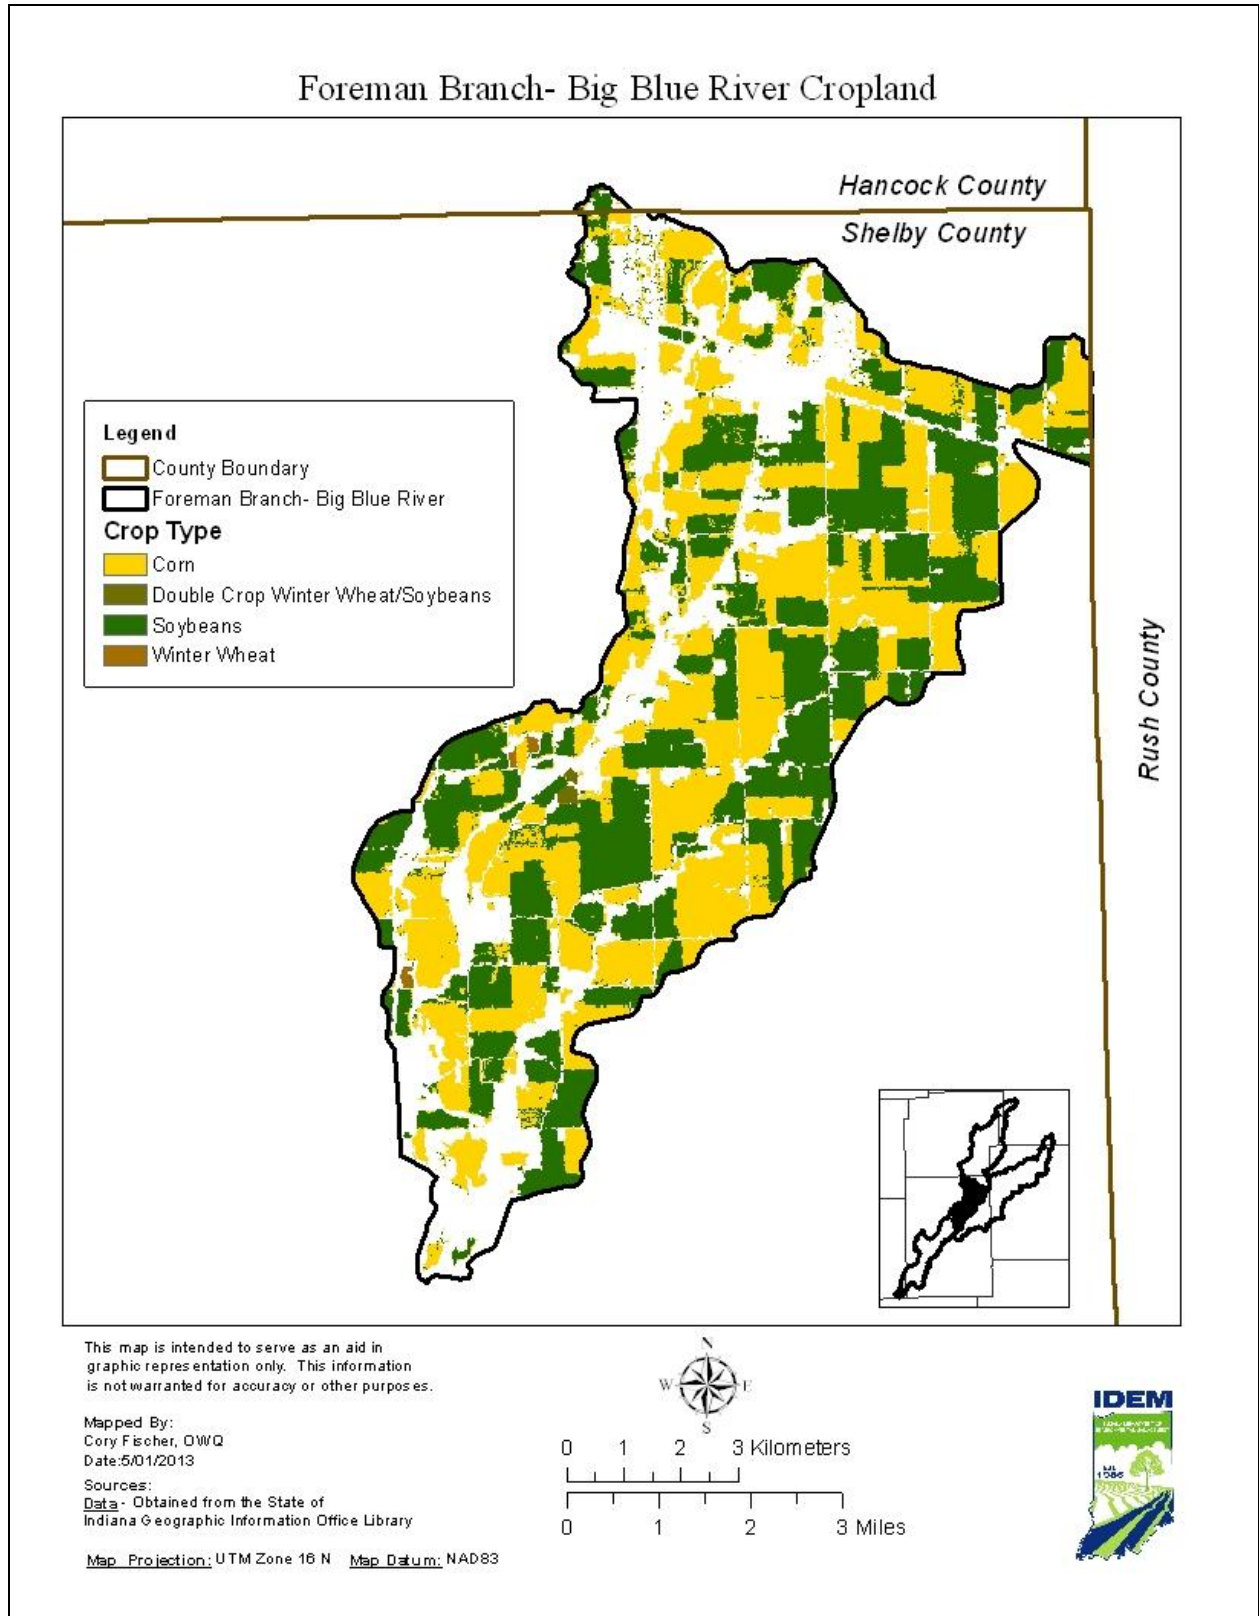 Foreman Branch- Big Blue River Cropland
Hancock County
Shelby County
Rush County
Legend
County Boundary
Foreman Branch- Big Blue River
Crop Type
Corn
Double Crop Winter Wheat/Soybeans
Soybeans
Winter Wheat
This map is intended to serve as an aid in
graphic representation only. This information
is not warranted for accuracy or other purposes.
Mapped By:
Cory Fischer, OWQ
Date:5/01/2013
Sources:
Data - Obtained from the State of
Indiana Geographic Information Office Library
Map Projection: UTM Zone 16 N Map Datum: NAD83
N
W E
S
0 1 2 3 Kilometers
0 1 2 3 Miles
IDEM
1986